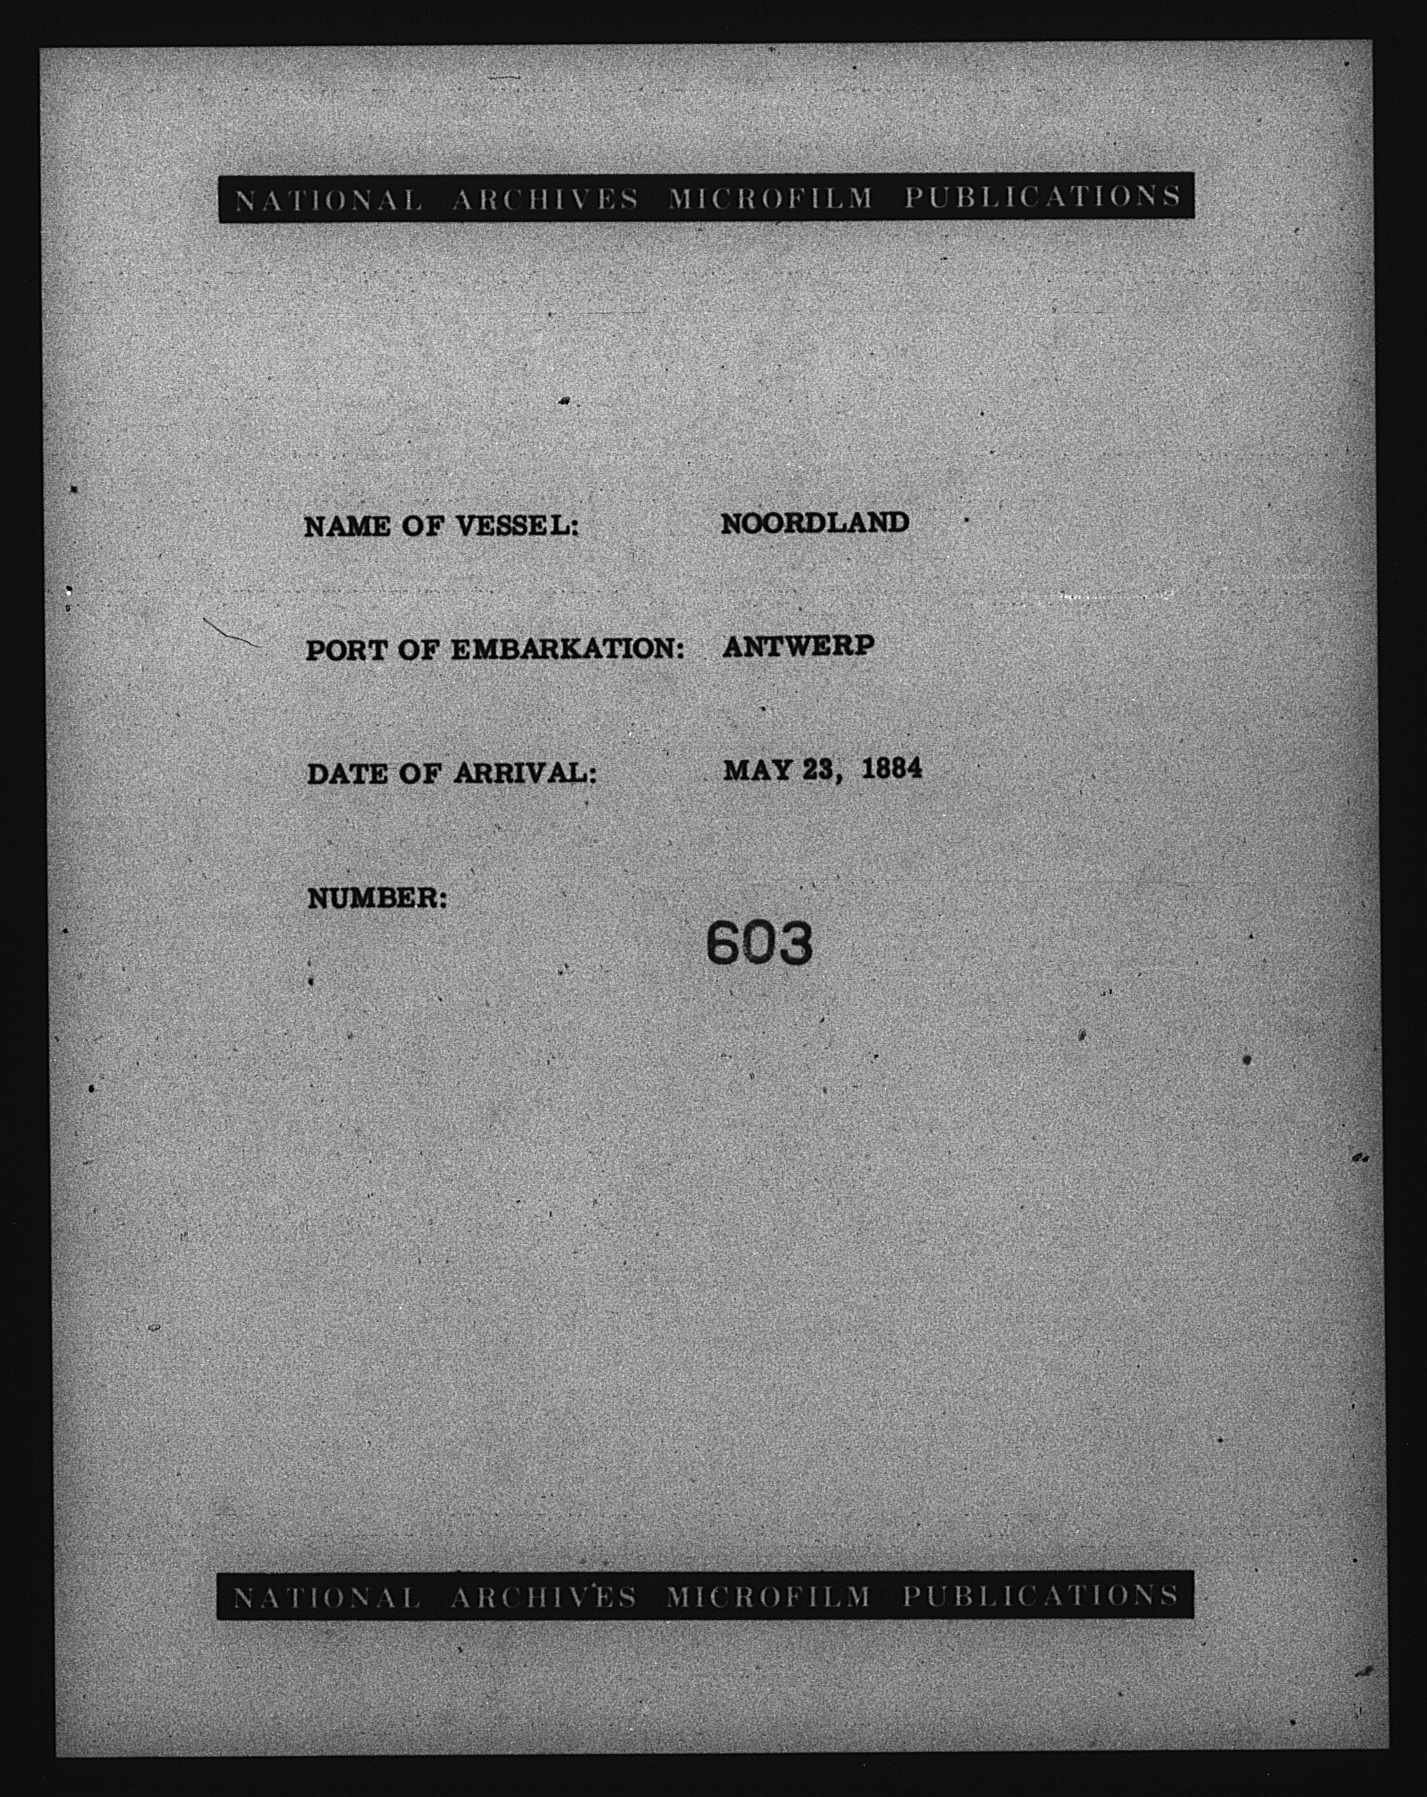 NATIONAL ARCHIVES MICROFILM PUBLICATIONS
NAME OF VESSEL: NOORDLAND
PORT OF EMBARKATION: ANTWERP
DATE OF ARRIVAL: MAY 23, 1884
NUMBER:
603
NATIONAL ARCHIVES MICROFILM PUBLICATIONS